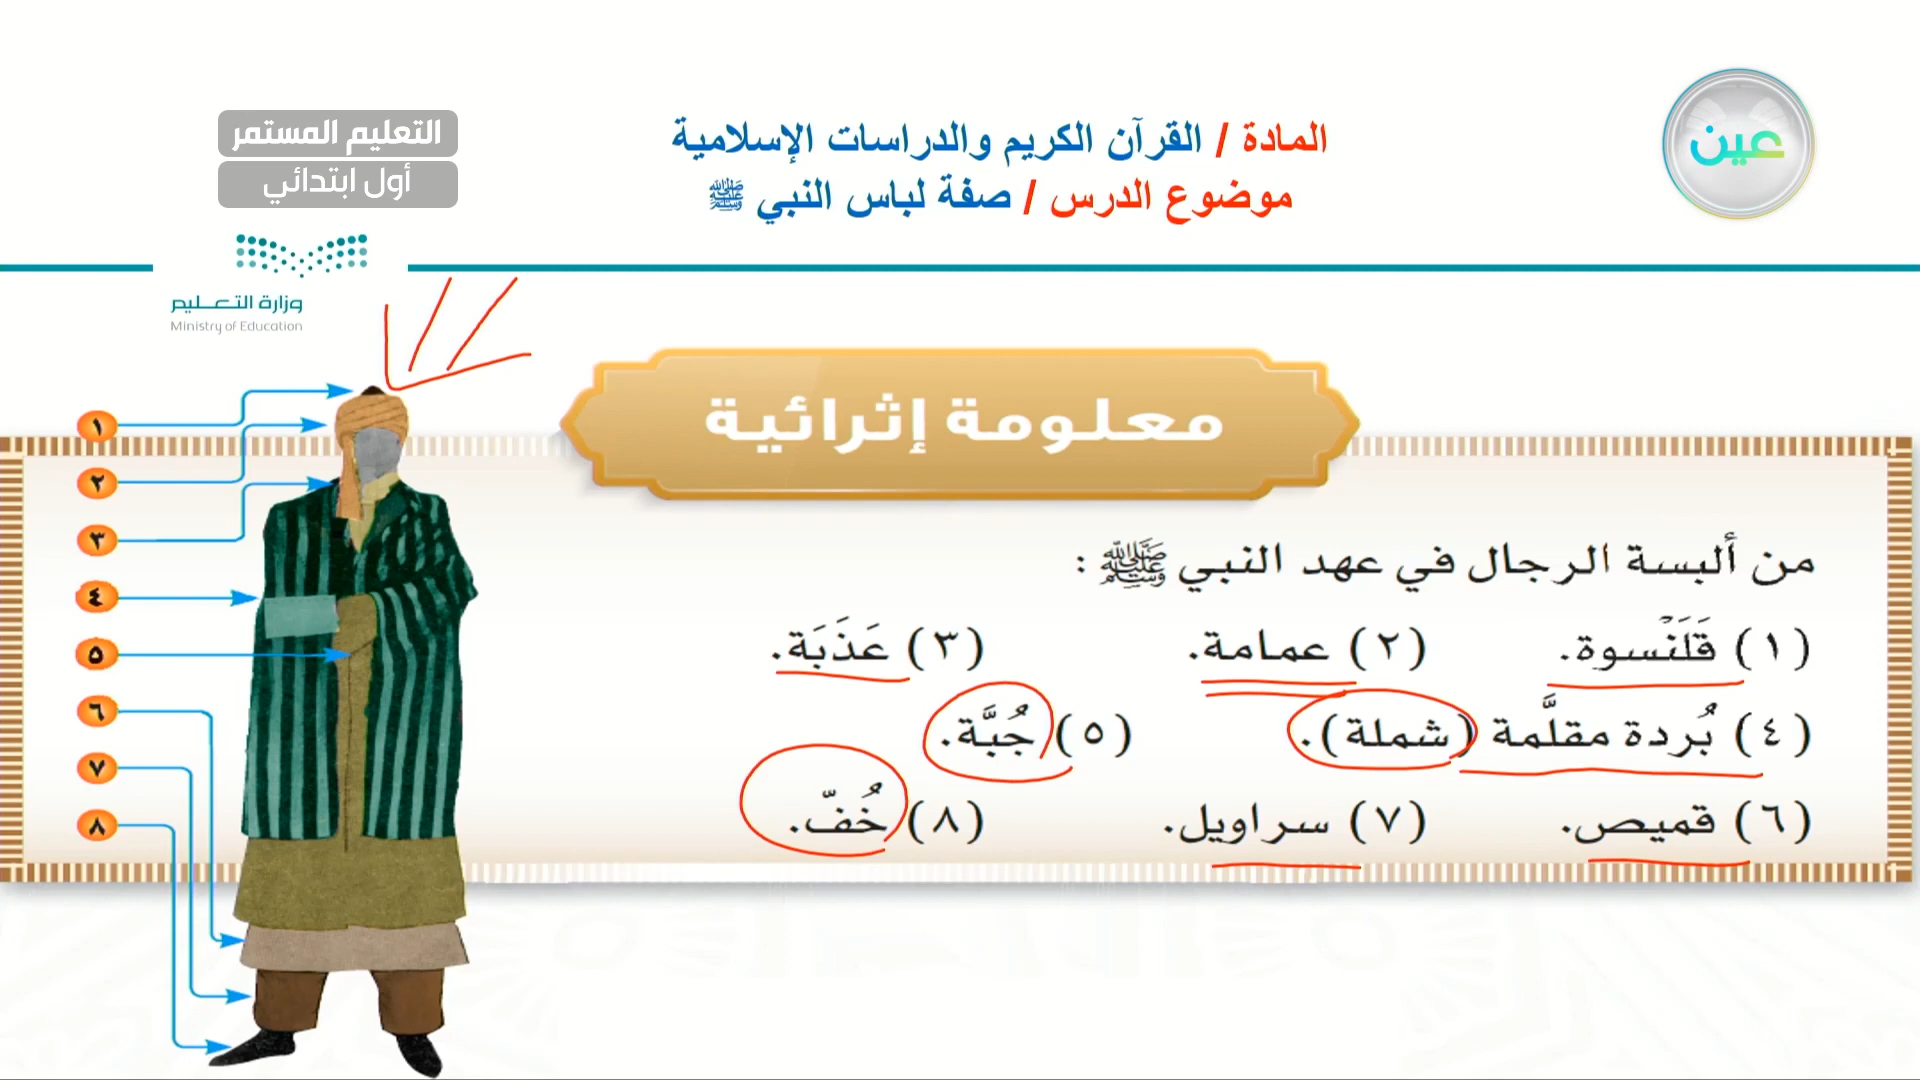 المادة / القرآن الكريم والدراسات الإسلامية
موضوع الدرس / صفة لباس النبي ﷺ
عين
التعليم المستمر
أول ابتدائي
وزارة التعليم
Ministry of Education
معلومة إثرائية
من ألبسة الرجال في عهد النبي ﷺ :
(١) قَلَنْسوة. (٢) عمامة. (٣) عَذَبَة.
(٤) بُردة مقلَّمة (شملة). (٥) جُبَّة.
(٦) قميص. (٧) سراويل. (٨) خُفّ.
١
٢
٣
٤
٥
٦
٧
٨